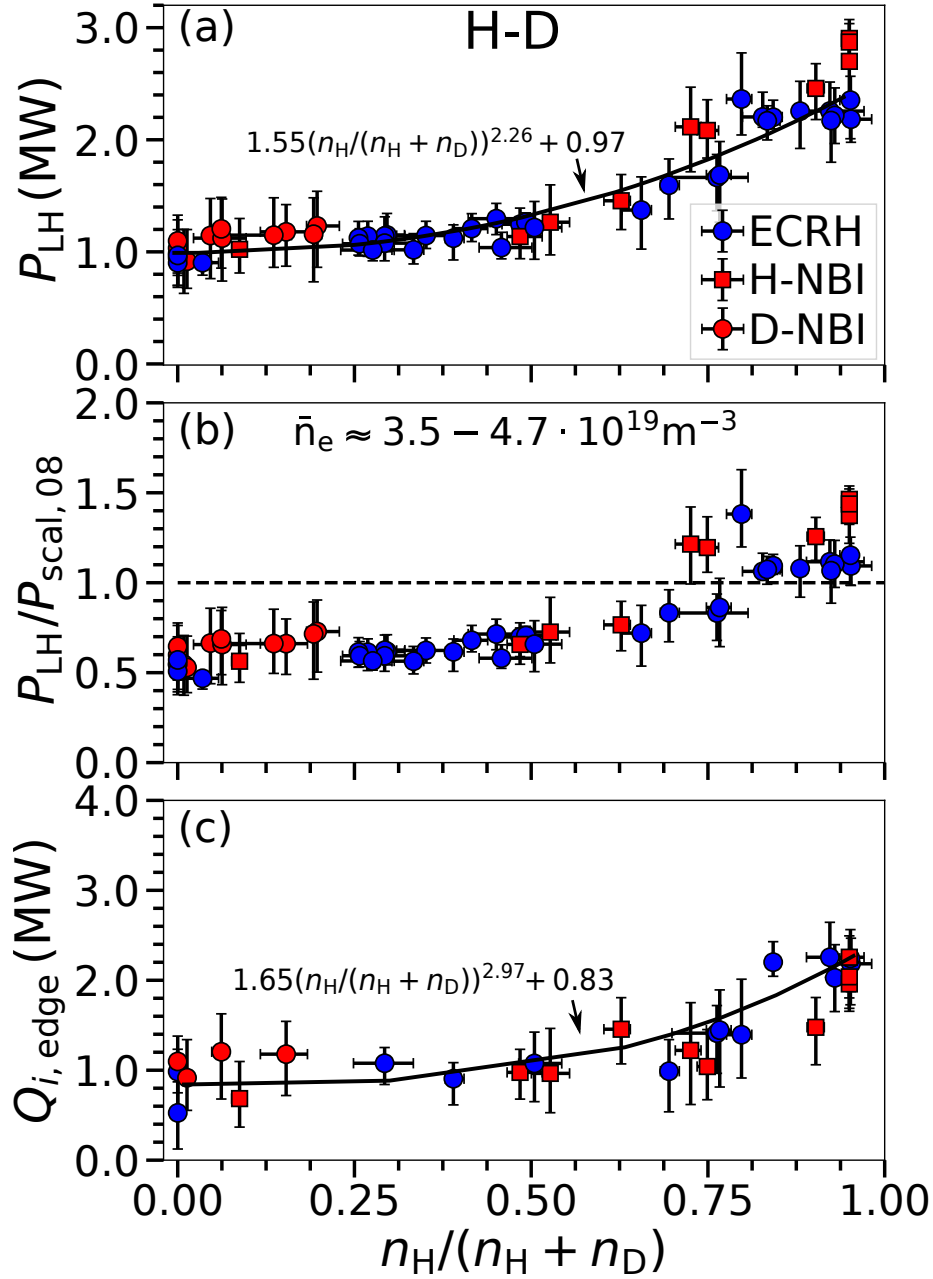 (a) H-D
3.0
2.0
1.0
0.0
P_LH (MW)
1.55(n_H/(n_H + n_D))^2.26 + 0.97
ECRH
H-NBI
D-NBI
(b) n̄_e ≈ 3.5 − 4.7 · 10^19 m^−3
2.0
1.5
1.0
0.5
0.0
P_LH/P_scal, 08
(c)
4.0
3.0
2.0
1.0
0.0
Q_i, edge (MW)
1.65(n_H/(n_H + n_D))^2.97 + 0.83
0.00 0.25 0.50 0.75 1.00
n_H/(n_H + n_D)